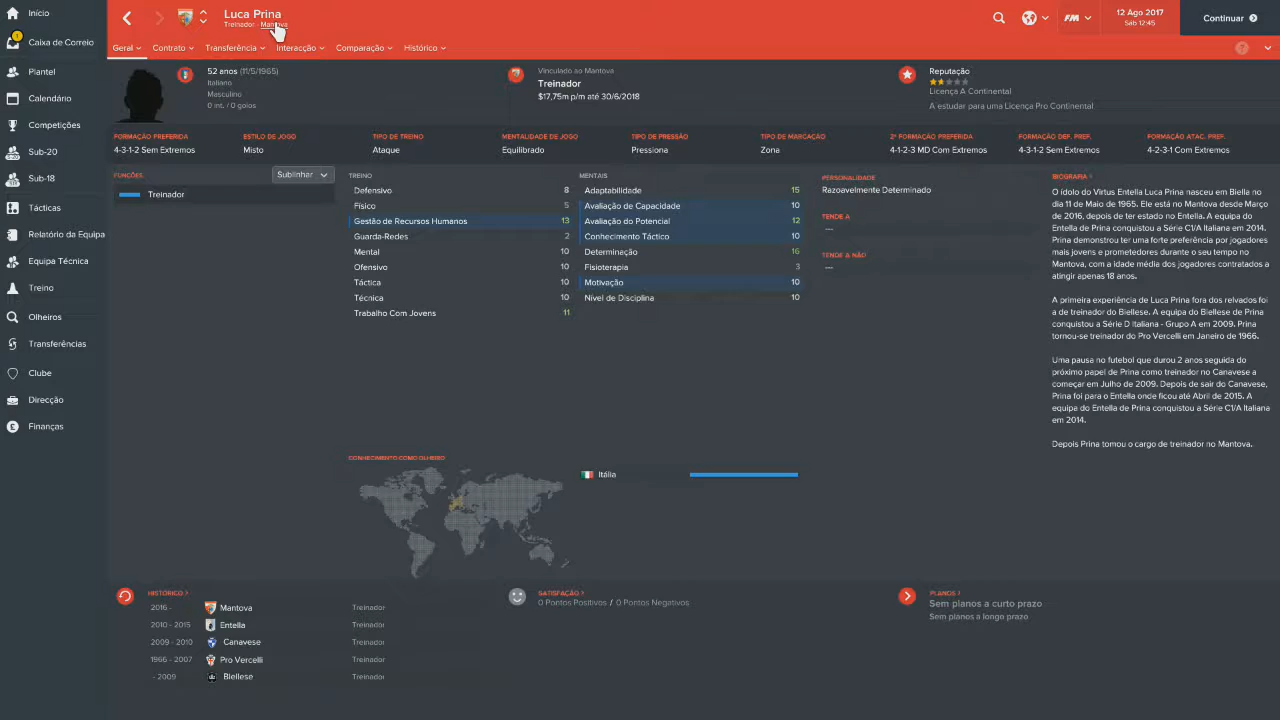 Início
Luca Prina
Treinador - Mantova
FM
12 Ago 2017
Sáb 12:45
Continuar
1
Caixa de Correio
Geral
Contrato
Transferência
Interacção
Comparação
Histórico
?
Plantel
Calendário
Competições
Sub-20
Sub-18
Tácticas
Relatório da Equipa
Equipa Técnica
Treino
Olheiros
Transferências
Clube
Direcção
Finanças
52 anos (11/5/1965)
Italiano
Masculino
0 int. / 0 golos
Vinculado ao Mantova
Treinador
$17,75m p/m até 30/6/2018
Reputação
Licença A Continental
A estudar para uma Licença Pro Continental
FORMAÇÃO PREFERIDA
4-3-1-2 Sem Extremos
ESTILO DE JOGO
Misto
TIPO DE TREINO
Ataque
MENTALIDADE DE JOGO
Equilibrado
TIPO DE PRESSÃO
Pressiona
TIPO DE MARCAÇÃO
Zona
2ª FORMAÇÃO PREFERIDA
4-1-2-3 MD Com Extremos
FORMAÇÃO DEF. PREF.
4-3-1-2 Sem Extremos
FORMAÇÃO ATAC. PREF.
4-2-3-1 Com Extremos
FUNÇÕES
Sublinhar
Treinador
TREINO
Defensivo 8
Físico 5
Gestão de Recursos Humanos 13
Guarda-Redes 2
Mental 10
Ofensivo 10
Táctica 10
Técnica 10
Trabalho Com Jovens 11
MENTAIS
Adaptabilidade 15
Avaliação de Capacidade 10
Avaliação do Potencial 12
Conhecimento Táctico 10
Determinação 16
Fisioterapia 3
Motivação 10
Nível de Disciplina 10
PERSONALIDADE
Razoavelmente Determinado
TENDE A
---
TENDE A NÃO
---
BIOGRAFIA
O ídolo do Virtus Entella Luca Prina nasceu em Biella no
dia 11 de Maio de 1965. Ele está no Mantova desde Março
de 2016, depois de ter estado no Entella. A equipa do
Entella de Prina conquistou a Série C1/A Italiana em 2014.
Prina demonstrou ter uma forte preferência por jogadores
mais jovens e prometedores durante o seu tempo no
Mantova, com a idade média dos jogadores contratados a
atingir apenas 18 anos.
A primeira experiência de Luca Prina fora dos relvados foi
a de treinador do Biellese. A equipa do Biellese de Prina
conquistou a Série D Italiana - Grupo A em 2009. Prina
tornou-se treinador do Pro Vercelli em Janeiro de 1966.
Uma pausa no futebol que durou 2 anos seguida do
próximo papel de Prina como treinador no Canavese a
começar em Julho de 2009. Depois de sair do Canavese,
Prina foi para o Entella onde ficou até Abril de 2015. A
equipa do Entella de Prina conquistou a Série C1/A Italiana
em 2014.
Depois Prina tomou o cargo de treinador no Mantova.
CONHECIMENTO COMO OLHEIRO
Itália
HISTÓRICO
2016 - Mantova Treinador
2010 - 2015 Entella Treinador
2009 - 2010 Canavese Treinador
1966 - 2007 Pro Vercelli Treinador
- 2009 Biellese Treinador
SATISFAÇÃO
0 Pontos Positivos / 0 Pontos Negativos
PLANOS
Sem planos a curto prazo
Sem planos a longo prazo